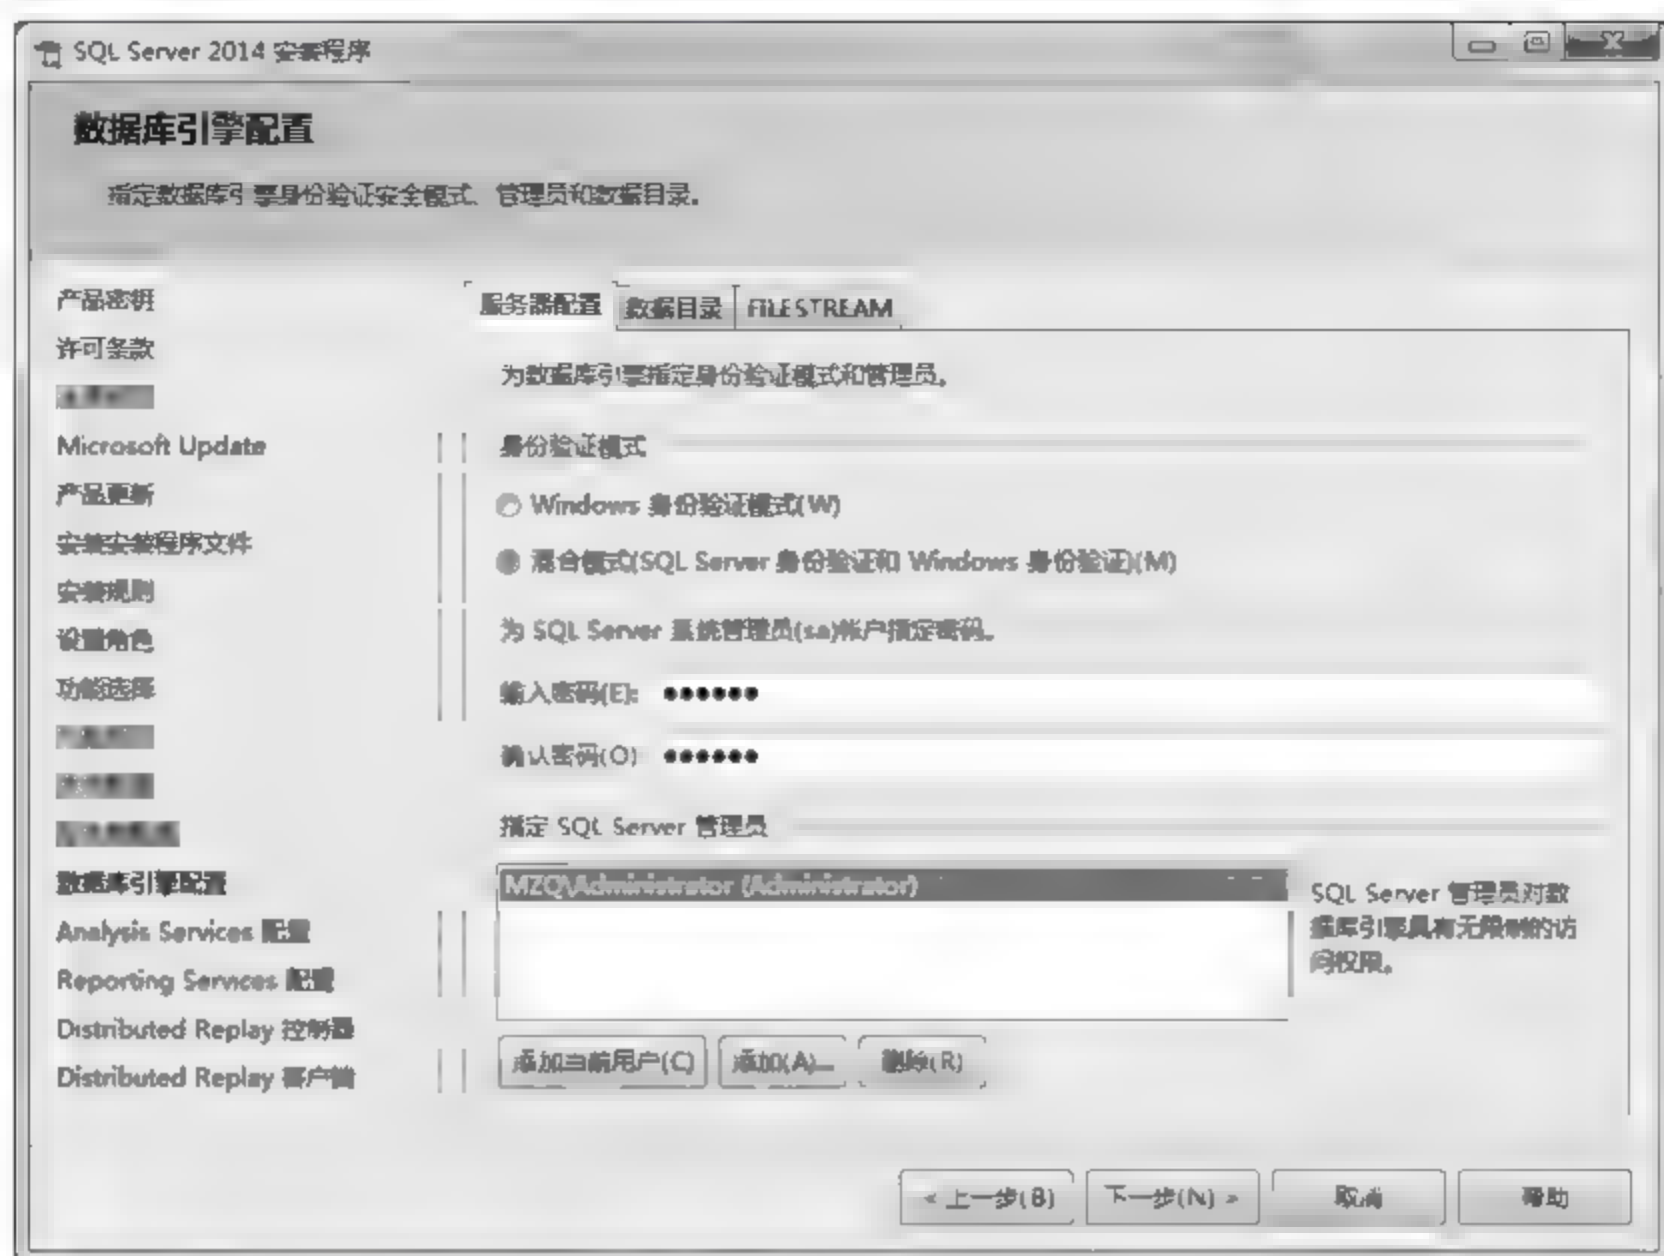 SQL Server 2014 安装程序
数据库引擎配置
指定数据库引擎身份验证安全模式、管理员和数据目录。
产品密钥
许可条款
Microsoft Update
产品更新
安装安装程序文件
安装规则
设置角色
功能选择
数据库引擎配置
Analysis Services 配置
Reporting Services 配置
Distributed Replay 控制器
Distributed Replay 客户端
服务器配置 数据目录 FILESTREAM
为数据库引擎指定身份验证模式和管理员。
身份验证模式
Windows 身份验证模式(W)
混合模式(SQL Server 身份验证和 Windows 身份验证)(M)
为 SQL Server 系统管理员(sa)帐户指定密码。
输入密码(E): ●●●●●●
确认密码(O) ●●●●●●
指定 SQL Server 管理员
MZQ\Administrator (Administrator)
SQL Server 管理员对数
据库引擎具有无限制的访
问权限。
添加当前用户(C) 添加(A)... 删除(R)
< 上一步(B) 下一步(N) > 取消 帮助